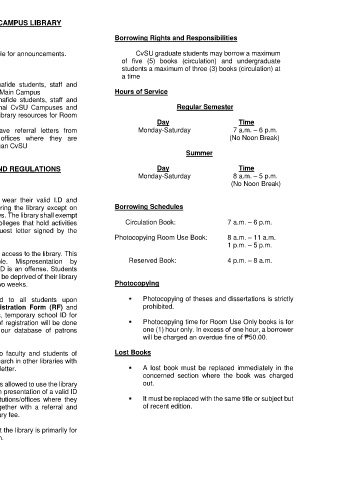 CAMPUS LIBRARY
le for announcements.
afide students, staff and
Main Campus
afide students, staff and
nal CvSU Campuses and
ibrary resources for Room
ave referral letters from
offices where they are
an CvSU
ND REGULATIONS
wear their valid I.D and
ring the library except on
ys. The library shall exempt
olleges that hold activities
uest letter signed by the
access to the library. This
ble. Mispresentation by
ID is an offense. Students
be deprived of their library
wo weeks.
ed to all students upon
istration Form (RF) and
, temporary school ID for
of registration will be done
our database of patrons
o faculty and students of
earch in other libraries with
letter.
s allowed to use the library
n presentation of a valid ID
tutions/offices where they
gether with a referral and
ary fee.
t the library is primarily for
n.
Borrowing Rights and Responsibilities
CvSU graduate students may borrow a maximum
of five (5) books (circulation) and undergraduate
students a maximum of three (3) books (circulation) at
a time
Hours of Service
Regular Semester
Day Time
Monday-Saturday 7 a.m. – 6 p.m.
(No Noon Break)
Summer
Day Time
Monday-Saturday 8 a.m. – 5 p.m.
(No Noon Break)
Borrowing Schedules
Circulation Book: 7 a.m. – 6 p.m.
Photocopying Room Use Book: 8 a.m. – 11 a.m.
1 p.m. – 5 p.m.
Reserved Book: 4 p.m. – 8 a.m.
Photocopying
▪ Photocopying of theses and dissertations is strictly
prohibited.
▪ Photocopying time for Room Use Only books is for
one (1) hour only. In excess of one hour, a borrower
will be charged an overdue fine of ₱50.00.
Lost Books
▪ A lost book must be replaced immediately in the
concerned section where the book was charged
out.
▪ It must be replaced with the same title or subject but
of recent edition.